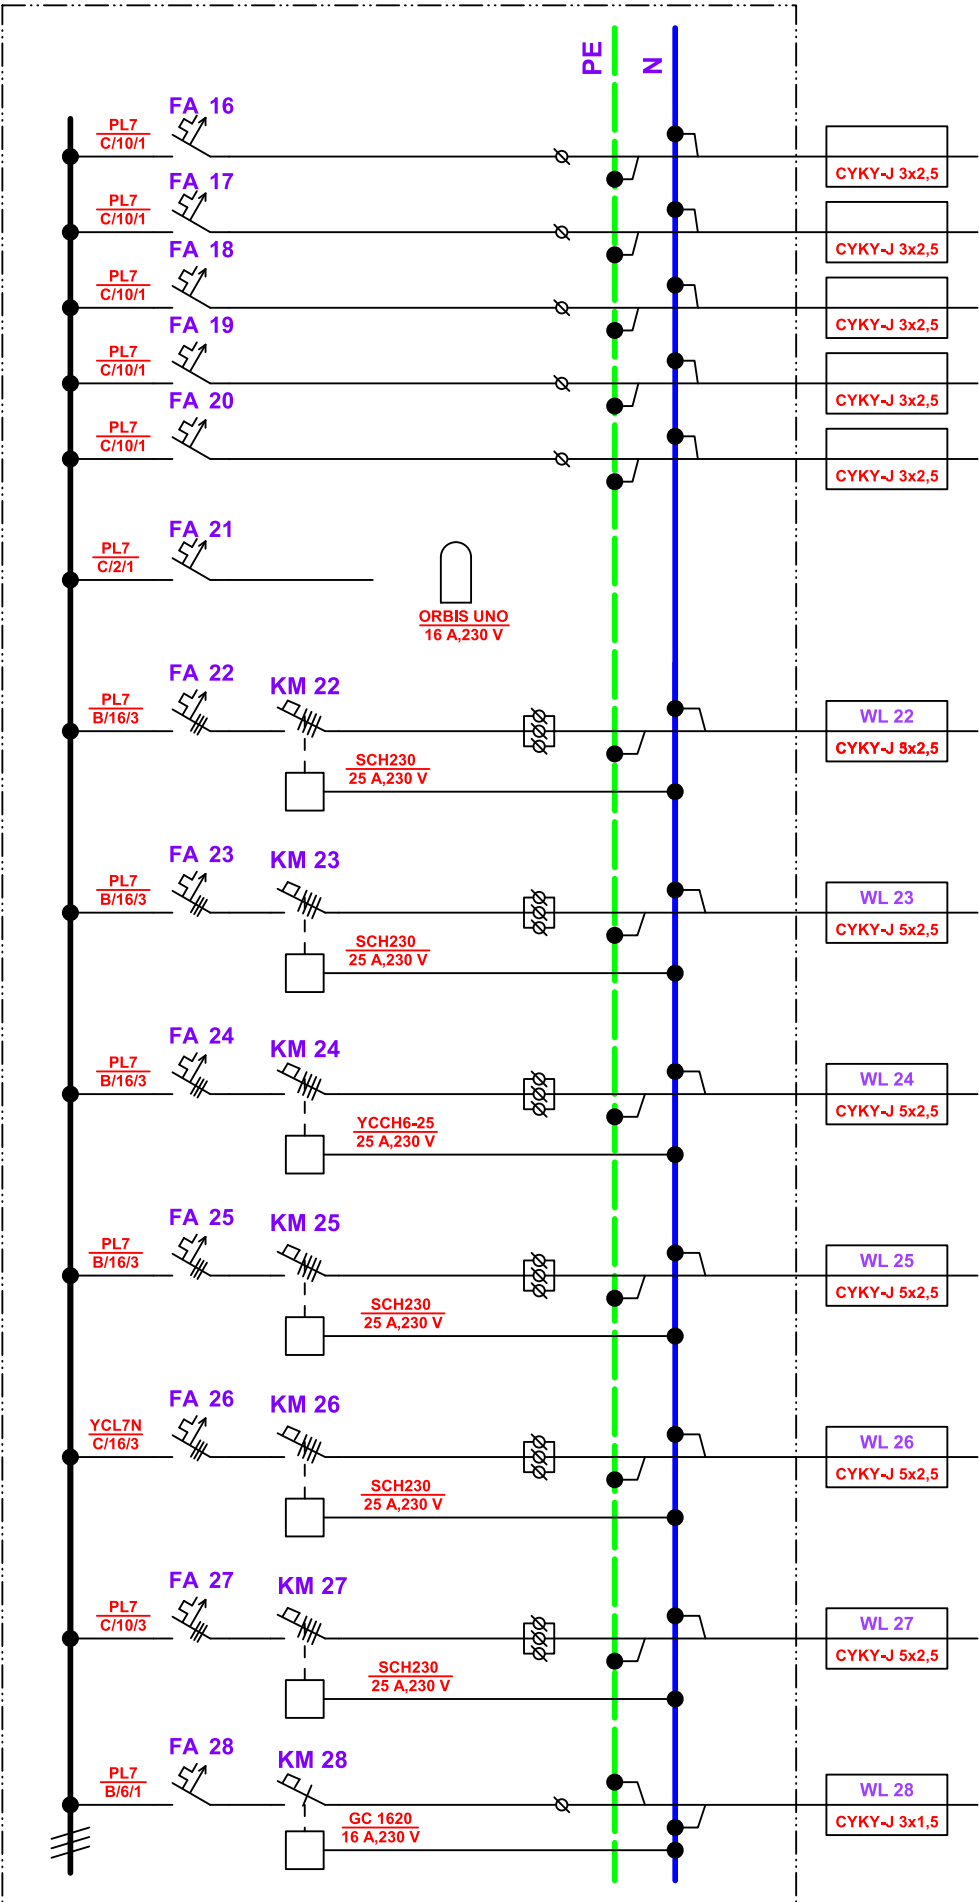 PE
N
FA 16
PL7
C/10/1
CYKY-J 3x2,5
FA 17
PL7
C/10/1
CYKY-J 3x2,5
FA 18
PL7
C/10/1
CYKY-J 3x2,5
FA 19
PL7
C/10/1
CYKY-J 3x2,5
FA 20
PL7
C/10/1
CYKY-J 3x2,5
FA 21
PL7
C/2/1
ORBIS UNO
16 A,230 V
FA 22
KM 22
PL7
B/16/3
SCH230
25 A,230 V
WL 22
CYKY-J 5x2,5
FA 23
KM 23
PL7
B/16/3
SCH230
25 A,230 V
WL 23
CYKY-J 5x2,5
FA 24
KM 24
PL7
B/16/3
YCCH6-25
25 A,230 V
WL 24
CYKY-J 5x2,5
FA 25
KM 25
PL7
B/16/3
SCH230
25 A,230 V
WL 25
CYKY-J 5x2,5
FA 26
KM 26
YCL7N
C/16/3
SCH230
25 A,230 V
WL 26
CYKY-J 5x2,5
FA 27
KM 27
PL7
C/10/3
SCH230
25 A,230 V
WL 27
CYKY-J 5x2,5
FA 28
KM 28
PL7
B/6/1
GC 1620
16 A,230 V
WL 28
CYKY-J 3x1,5